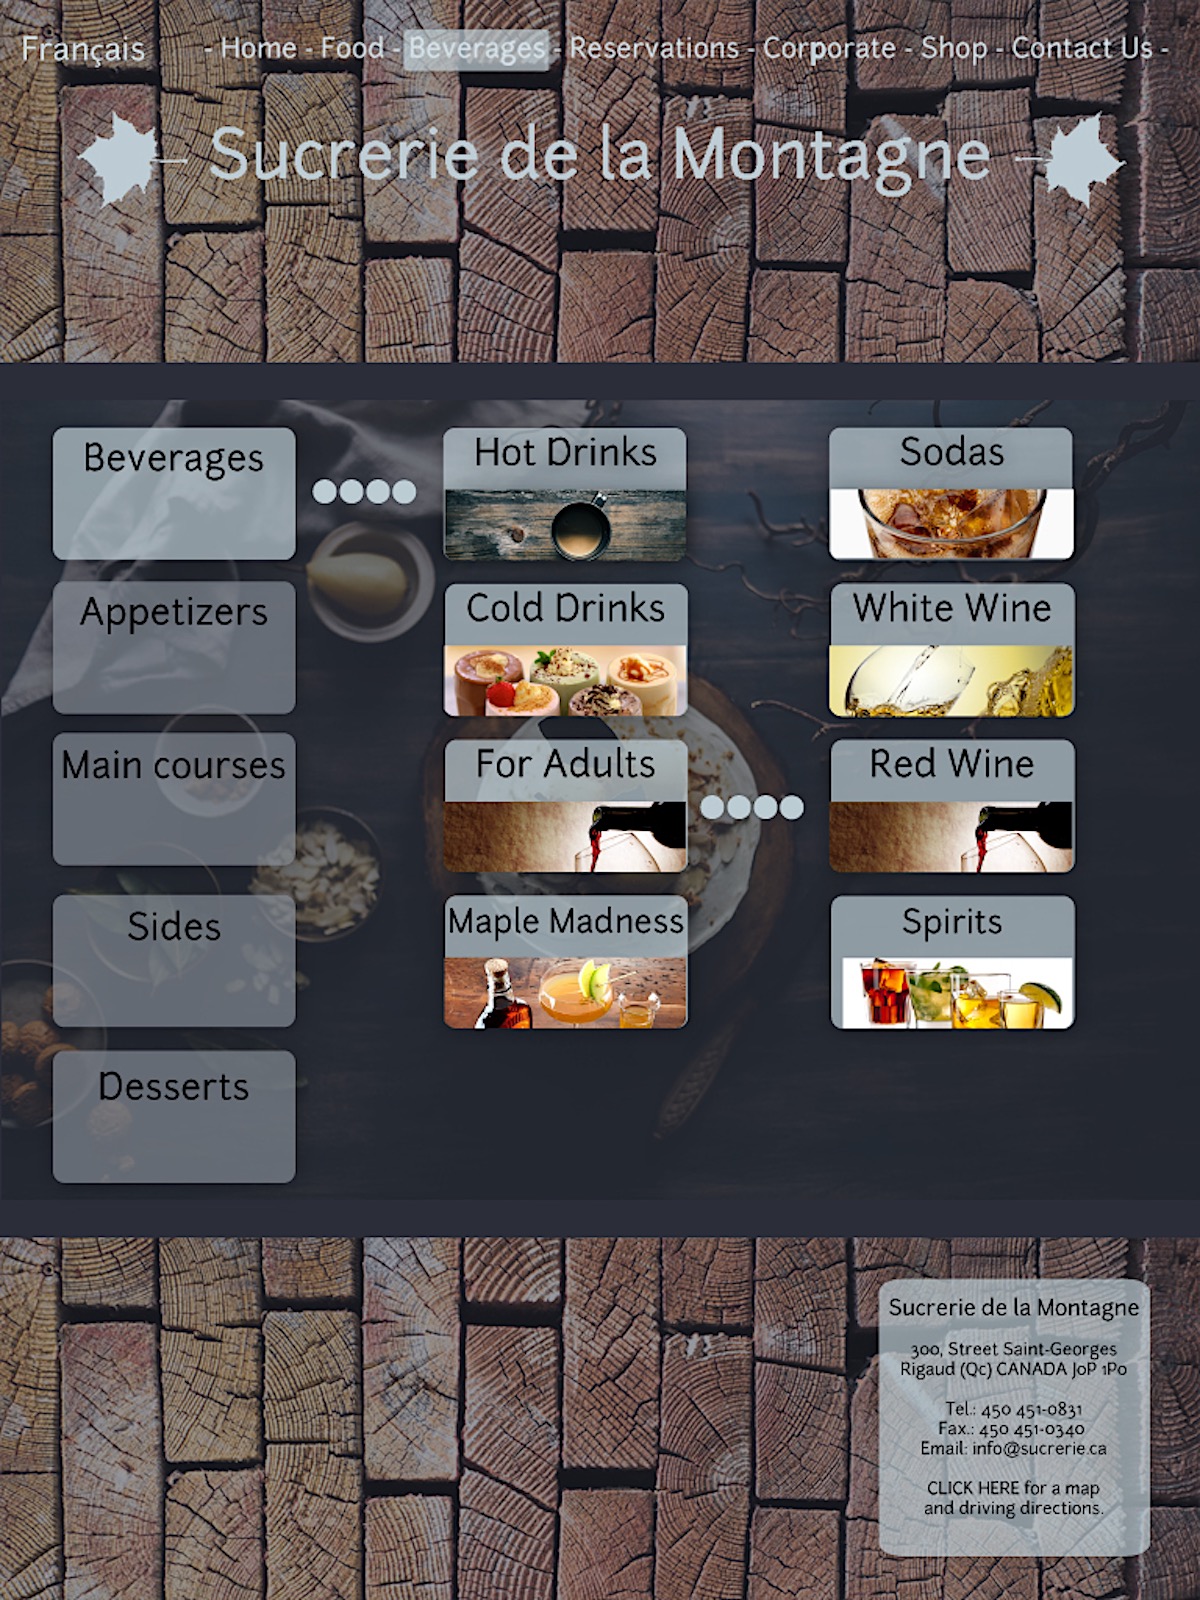 Français - Home - Food - Beverages - Reservations - Corporate - Shop - Contact Us -
Sucrerie de la Montagne
Beverages
Appetizers
Main courses
Sides
Desserts
Hot Drinks
Cold Drinks
For Adults
Maple Madness
Sodas
White Wine
Red Wine
Spirits
Sucrerie de la Montagne
300, Street Saint-Georges
Rigaud (Qc) CANADA J0P 1P0
Tel.: 450 451-0831
Fax.: 450 451-0340
Email: info@sucrerie.ca
CLICK HERE for a map
and driving directions.